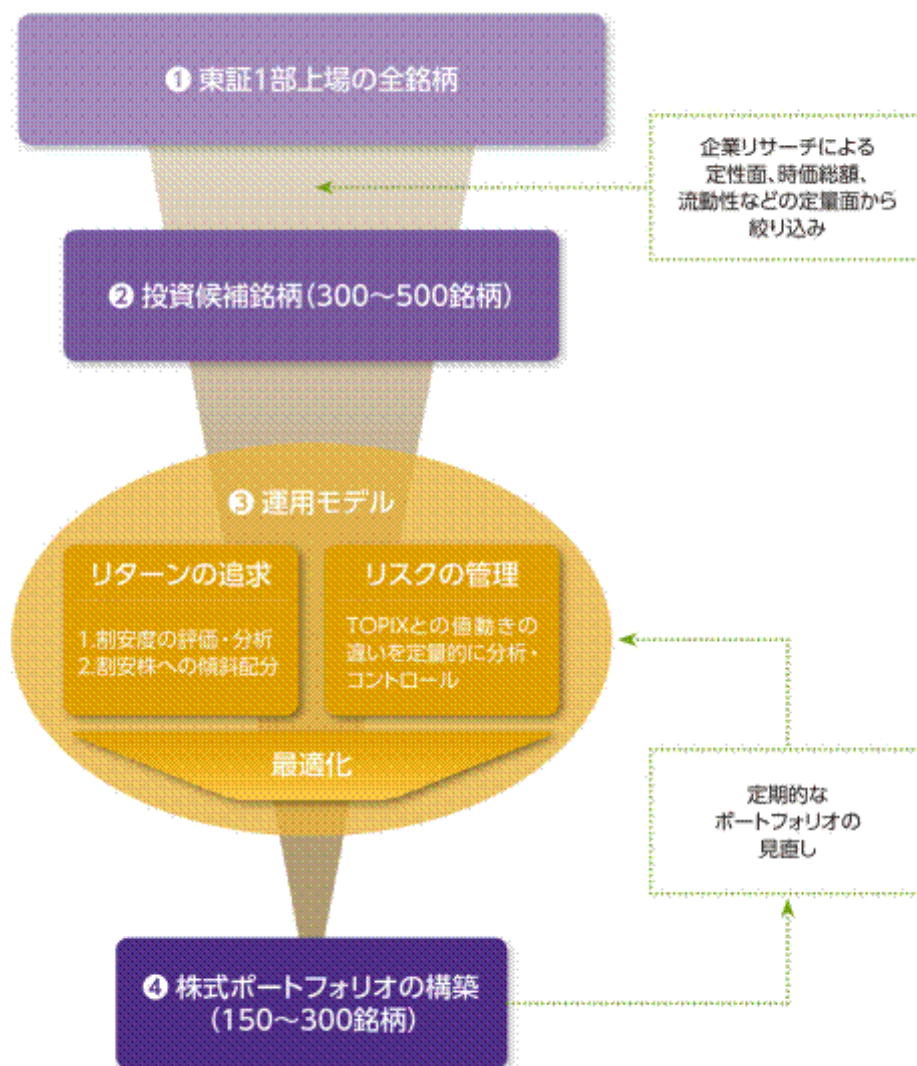 ❶ 東証1部上場の全銘柄
企業リサーチによる
定性面、時価総額、
流動性などの定量面から
絞り込み
❷ 投資候補銘柄(300～500銘柄)
❸ 運用モデル
リターンの追求
1.割安度の評価・分析
2.割安株への傾斜配分
リスクの管理
TOPIXとの値動きの
違いを定量的に分析・
コントロール
最適化
定期的な
ポートフォリオの
見直し
❹ 株式ポートフォリオの構築
(150～300銘柄)